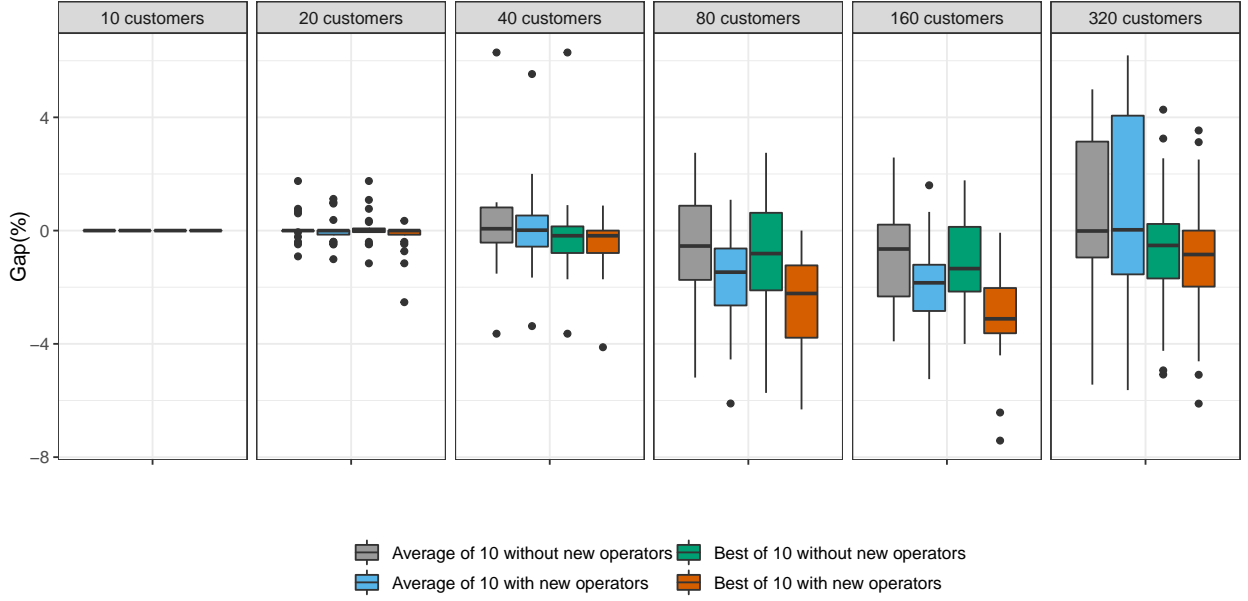 10 customers
20 customers
40 customers
80 customers
160 customers
320 customers
Gap(%)
4
0
−4
−8
Average of 10 without new operators
Best of 10 without new operators
Average of 10 with new operators
Best of 10 with new operators